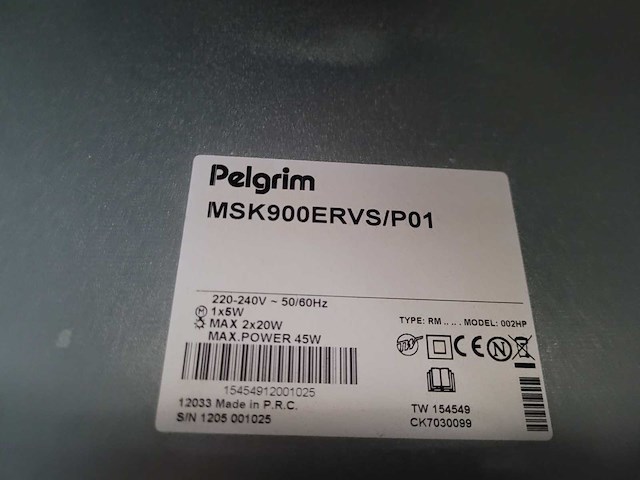 Pelgrim
MSK900ERVS/P01
220-240V ~ 50/60Hz
M 1x5W
MAX 2x20W
MAX.POWER 45W
TYPE: RM ..... MODEL: 002HP
CE N
15454912001025
12033 Made in P.R.C.
S/N 1205 001025
TW 154549
CK7030099